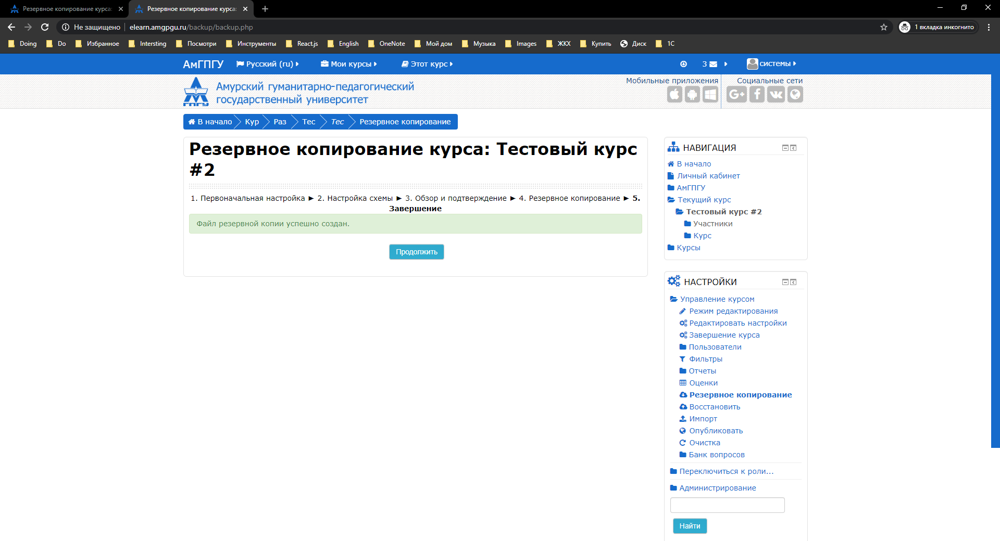 Резервное копирование курса:
Резервное копирование курса:
Не защищено
elearn.amgpgu.ru/backup/backup.php
1 вкладка инкогнито
Doing
Do
Избранное
Intersting
Посмотри
Инструменты
React.js
English
OneNote
Мой дом
Музыка
Images
ЖКХ
Купить
Диск
1С
АмГПГУ
Русский (ru)
Мои курсы
Этот курс
3
системы
Амурский гуманитарно-педагогический
государственный университет
Мобильные приложения
Социальные сети
В начало
Кур
Раз
Тес
Тес
Резервное копирование
Резервное копирование курса: Тестовый курс
#2
1. Первоначальная настройка ► 2. Настройка схемы ► 3. Обзор и подтверждение ► 4. Резервное копирование ► 5.
Завершение
Файл резервной копии успешно создан.
Продолжить
НАВИГАЦИЯ
В начало
Личный кабинет
АмГПГУ
Текущий курс
Тестовый курс #2
Участники
Курс
Курсы
НАСТРОЙКИ
Управление курсом
Режим редактирования
Редактировать настройки
Завершение курса
Пользователи
Фильтры
Отчеты
Оценки
Резервное копирование
Восстановить
Импорт
Опубликовать
Очистка
Банк вопросов
Переключиться к роли...
Администрирование
Найти